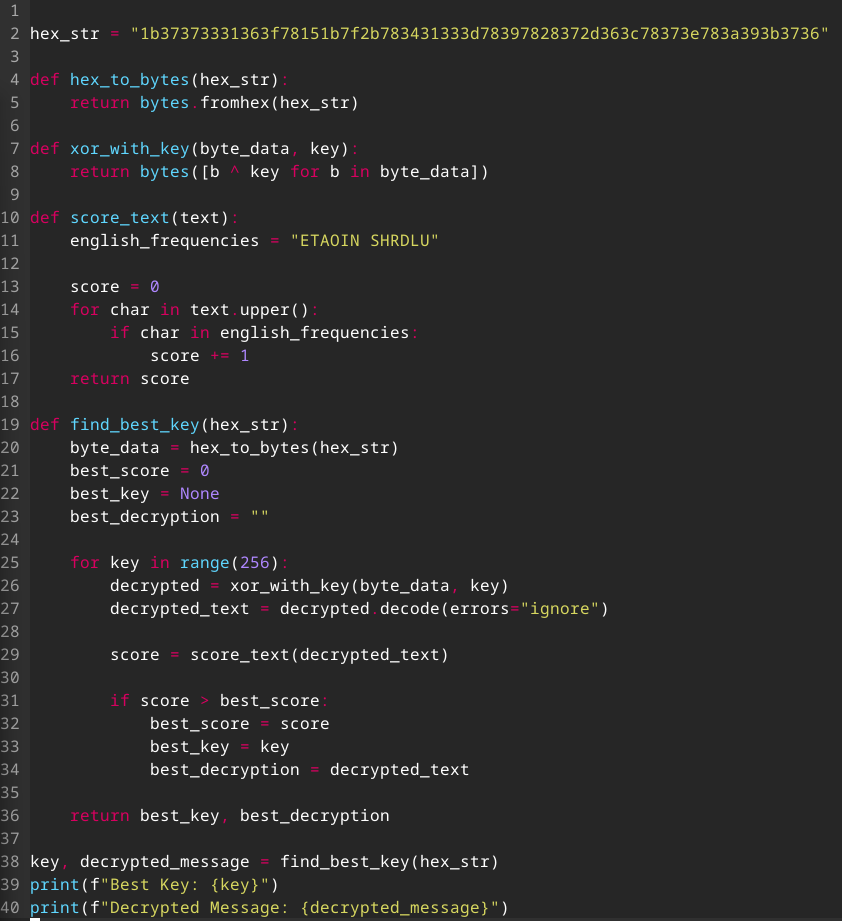 1
2 hex_str = "1b37373331363f78151b7f2b783431333d78397828372d363c78373e783a393b3736"
3
4 def hex_to_bytes(hex_str):
5     return bytes.fromhex(hex_str)
6
7 def xor_with_key(byte_data, key):
8     return bytes([b ^ key for b in byte_data])
9
10 def score_text(text):
11     english_frequencies = "ETAOIN SHRDLU"
12
13     score = 0
14     for char in text.upper():
15         if char in english_frequencies:
16             score += 1
17     return score
18
19 def find_best_key(hex_str):
20     byte_data = hex_to_bytes(hex_str)
21     best_score = 0
22     best_key = None
23     best_decryption = ""
24
25     for key in range(256):
26         decrypted = xor_with_key(byte_data, key)
27         decrypted_text = decrypted.decode(errors="ignore")
28
29         score = score_text(decrypted_text)
30
31         if score > best_score:
32             best_score = score
33             best_key = key
34             best_decryption = decrypted_text
35
36     return best_key, best_decryption
37
38 key, decrypted_message = find_best_key(hex_str)
39 print(f"Best Key: {key}")
40 print(f"Decrypted Message: {decrypted_message}")